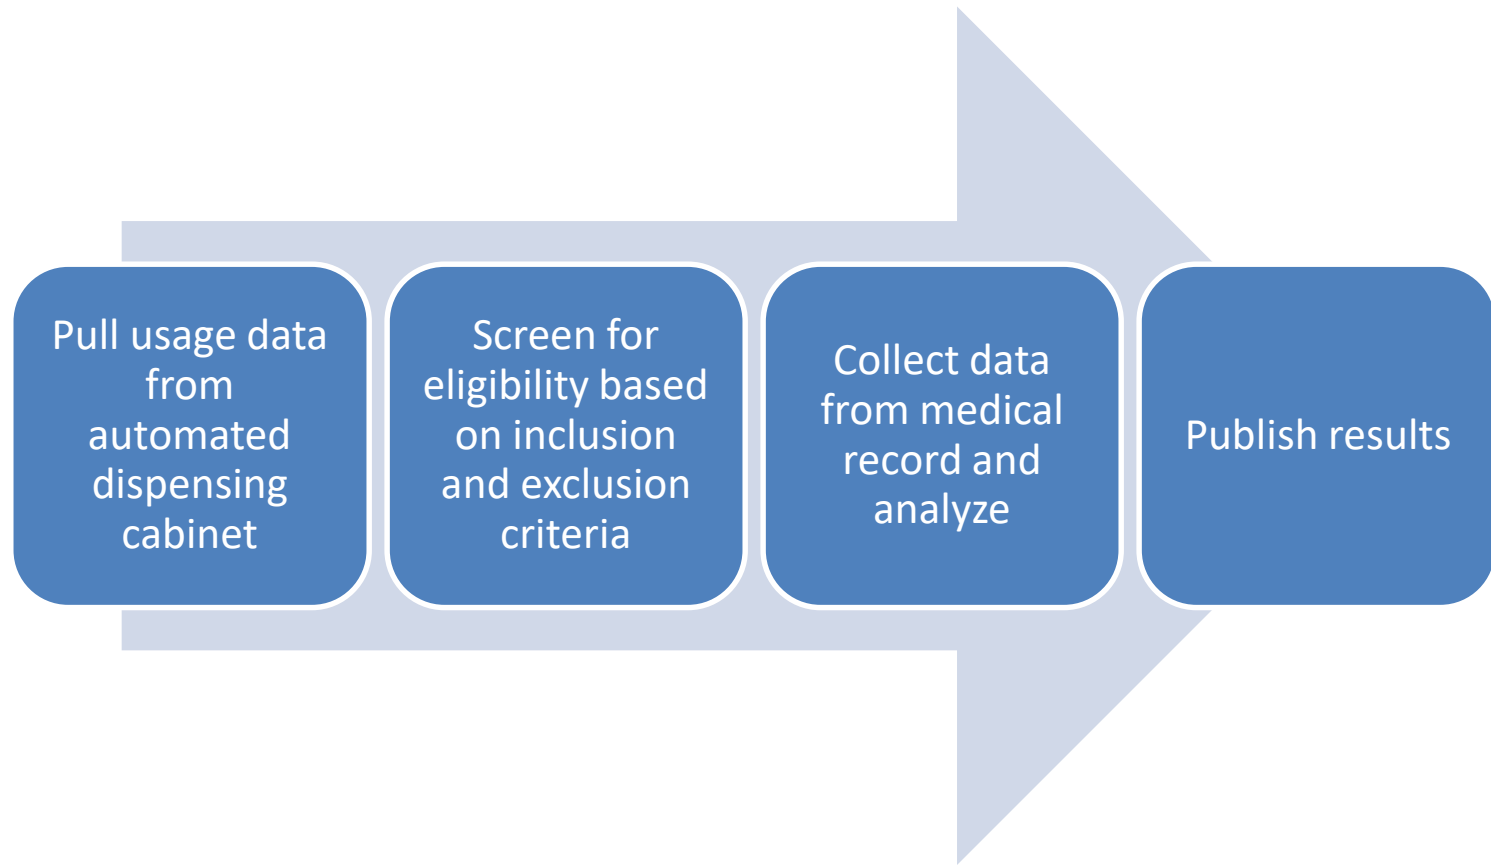 Pull usage data
from
automated
dispensing
cabinet
Screen for
eligibility based
on inclusion
and exclusion
criteria
Collect data
from medical
record and
analyze
Publish results